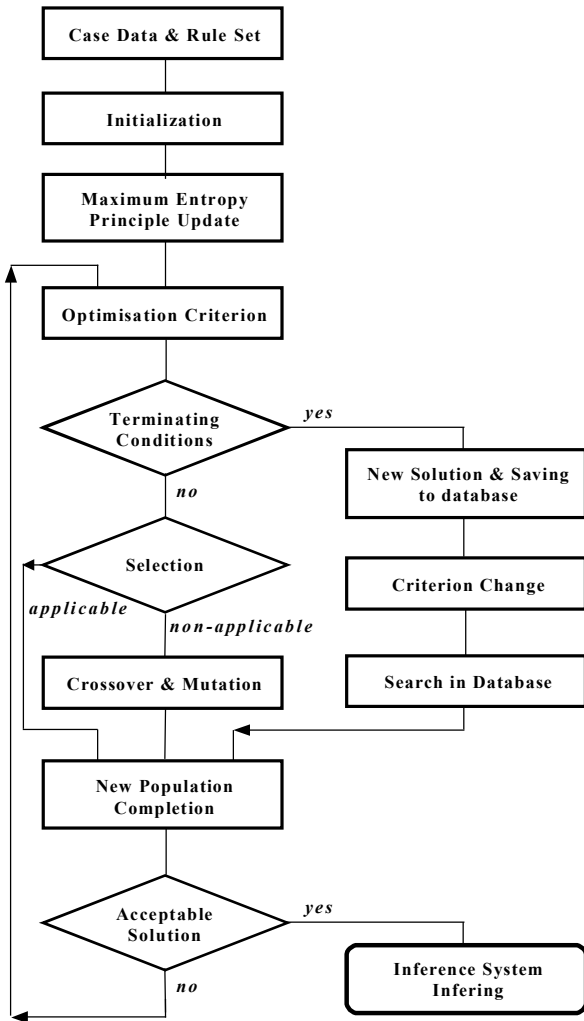 Case Data & Rule Set
Initialization
Maximum Entropy
Principle Update
Optimisation Criterion
Terminating
Conditions
yes
no
New Solution & Saving
to database
Criterion Change
Search in Database
Selection
applicable
non-applicable
Crossover & Mutation
New Population
Completion
Acceptable
Solution
yes
no
Inference System
Infering